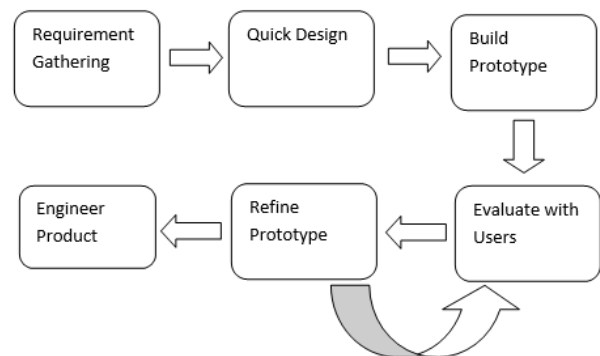 Requirement
Gathering
Quick Design
Build
Prototype
Evaluate with
Users
Refine
Prototype
Engineer
Product